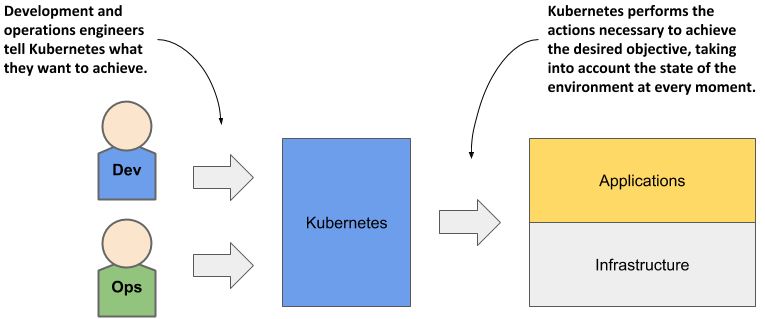 Development and
operations engineers
tell Kubernetes what
they want to achieve.
Kubernetes performs the
actions necessary to achieve
the desired objective, taking
into account the state of the
environment at every moment.
Dev
Ops
Kubernetes
Applications
Infrastructure